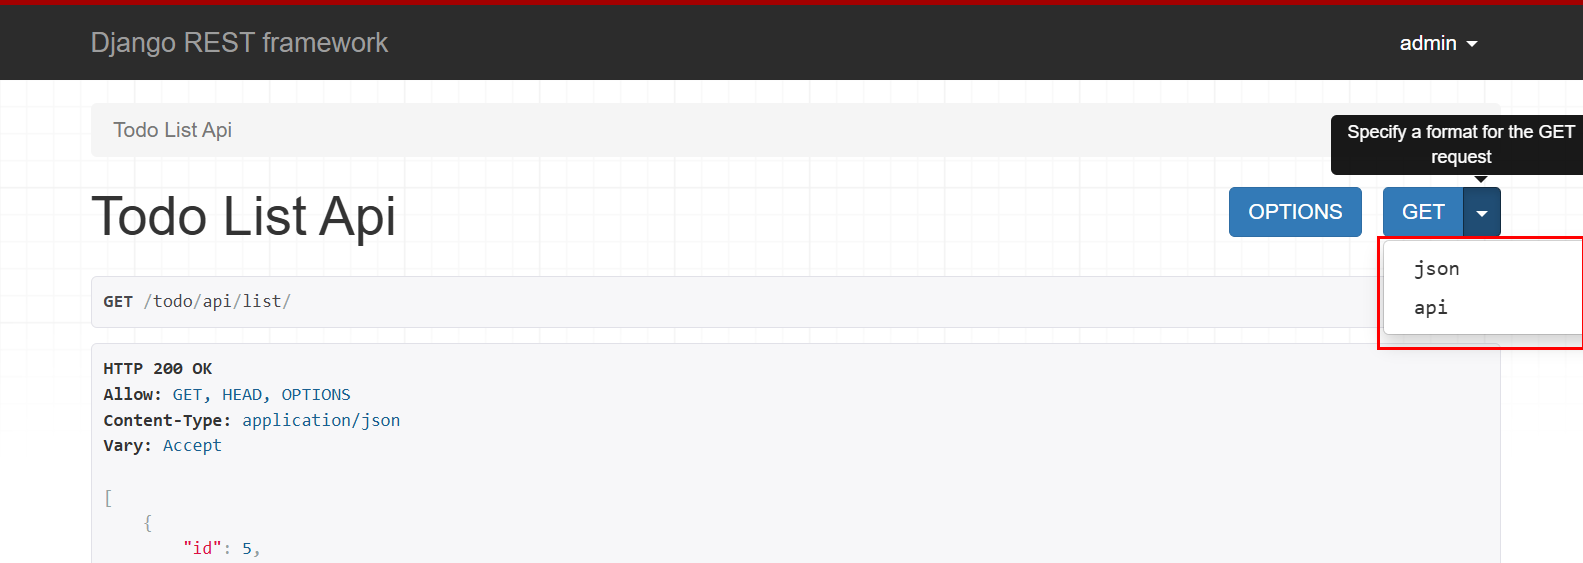 Django REST framework
admin
Todo List Api
Specify a format for the GET
request
Todo List Api
OPTIONS
GET
json
api
GET /todo/api/list/
HTTP 200 OK
Allow: GET, HEAD, OPTIONS
Content-Type: application/json
Vary: Accept
[
{
"id": 5,